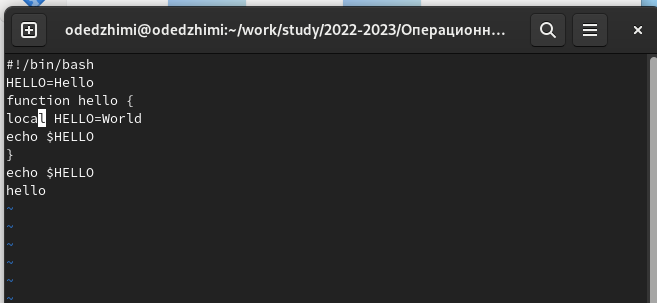 odedzhimi@odedzhimi:~/work/study/2022-2023/Операционн...
#!/bin/bash
HELLO=Hello
function hello {
local HELLO=World
echo $HELLO
}
echo $HELLO
hello
~
~
~
~
~
~